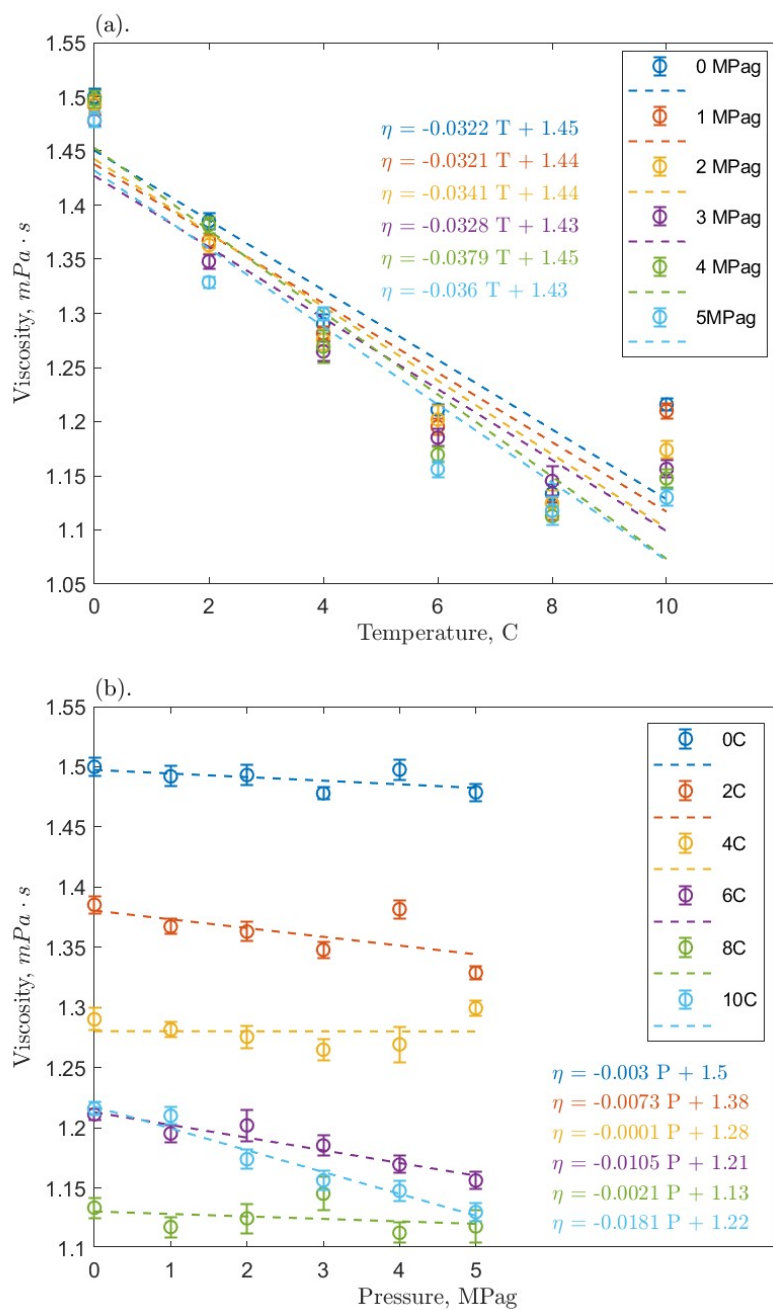 (a).
1.55
1.5
1.45
1.4
1.35
1.3
1.25
1.2
1.15
1.1
1.05
Viscosity, mPa · s
0 2 4 6 8 10
Temperature, C
η = -0.0322 T + 1.45
η = -0.0321 T + 1.44
η = -0.0341 T + 1.44
η = -0.0328 T + 1.43
η = -0.0379 T + 1.45
η = -0.036 T + 1.43
0 MPag
1 MPag
2 MPag
3 MPag
4 MPag
5MPag
(b).
1.55
1.5
1.45
1.4
1.35
1.3
1.25
1.2
1.15
1.1
Viscosity, mPa · s
0 1 2 3 4 5
Pressure, MPag
0C
2C
4C
6C
8C
10C
η = -0.003 P + 1.5
η = -0.0073 P + 1.38
η = -0.0001 P + 1.28
η = -0.0105 P + 1.21
η = -0.0021 P + 1.13
η = -0.0181 P + 1.22